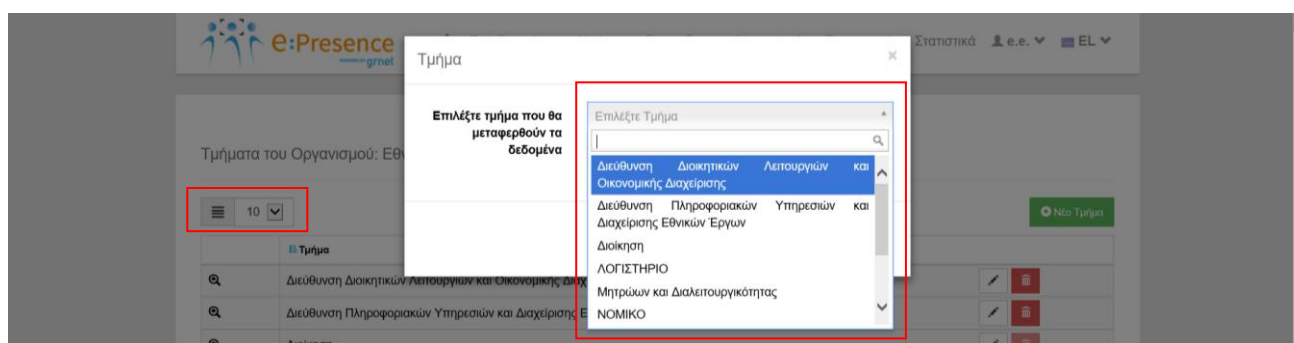 e:Presence
grnet
Στατιστικά e.e. EL
Τμήμα ×
Επιλέξτε τμήμα που θα μεταφερθούν τα δεδομένα
Επιλέξτε Τμήμα
Διεύθυνση Διοικητικών Λειτουργιών και
Οικονομικής Διαχείρισης
Διεύθυνση Πληροφοριακών Υπηρεσιών και
Διαχείρισης Εθνικών Έργων
Διοίκηση
ΛΟΓΙΣΤΗΡΙΟ
Μητρώων και Διαλειτουργικότητας
ΝΟΜΙΚΟ
Τμήματα του Οργανισμού:
10
Νέο Τμήμα
Τμήμα
Διεύθυνση Διοικητικών Λειτουργιών και Οικονομικής
Διεύθυνση Πληροφοριακών Υπηρεσιών και Διαχείρισης